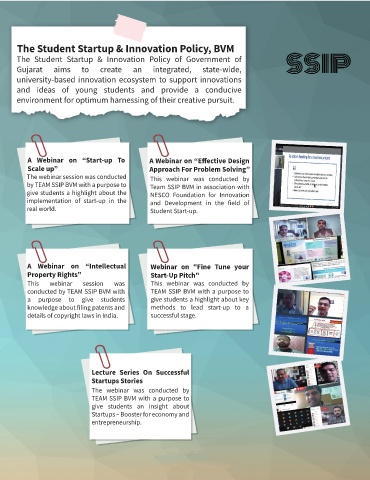 The Student Startup & Innovation Policy, BVM
The Student Startup & Innovation Policy of Government of
Gujarat aims to create an integrated, state-wide,
university-based innovation ecosystem to support innovations
and ideas of young students and provide a conducive
environment for optimum harnessing of their creative pursuit.
SSIP
A Webinar on “Start-up To
Scale up”
The webinar session was conducted
by TEAM SSIP BVM with a purpose to
give students a highlight about the
implementation of start-up in the
real world.
A Webinar on “Effective Design
Approach For Problem Solving”
This webinar was conducted by
Team SSIP BVM in association with
NESCO Foundation for Innovation
and Development in the field of
Student Start-up.
A Webinar on “Intellectual
Property Rights”
This webinar session was
conducted by TEAM SSIP BVM with
a purpose to give students
knowledge about filing patents and
details of copyright laws in India.
Webinar on “Fine Tune your
Start-Up Pitch”
This webinar was conducted by
TEAM SSIP BVM with a purpose to
give students a highlight about key
methods to lead start-up to a
successful stage.
Lecture Series On Successful
Startups Stories
The webinar was conducted by
TEAM SSIP BVM with a purpose to
give students an insight about
Startups – Booster for economy and
entrepreneurship.